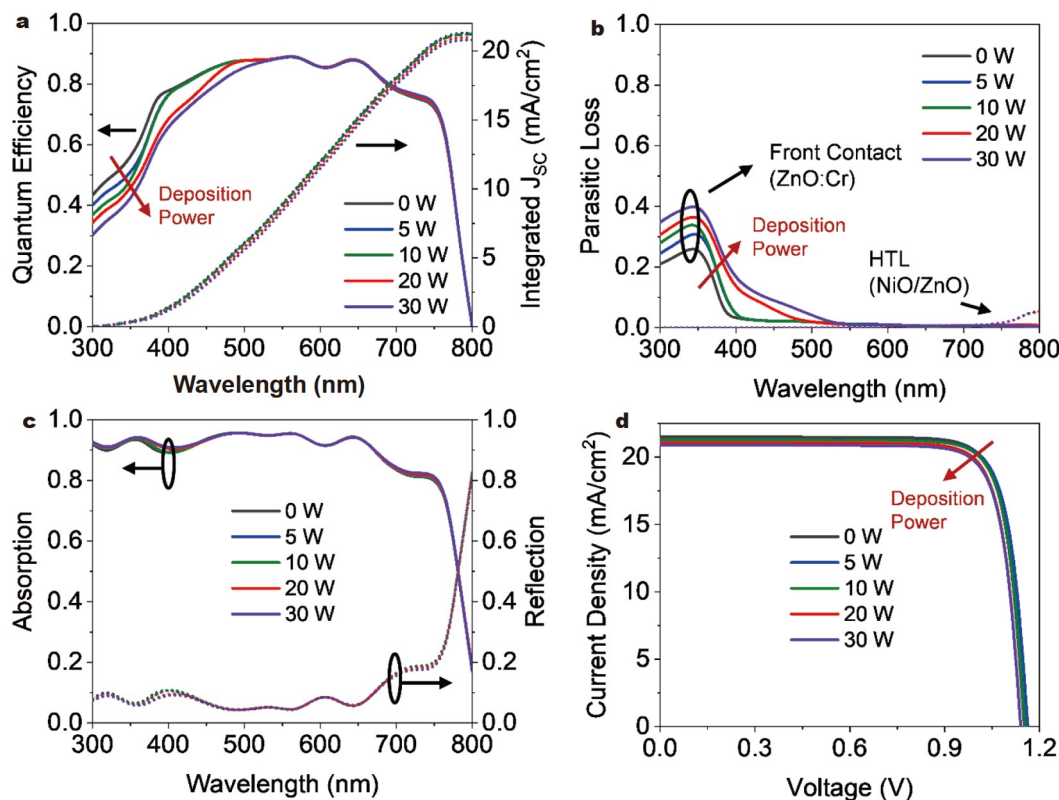 a
1.0
0.8
0.6
0.4
0.2
0.0
Quantum Efficiency
300 400 500 600 700 800
Wavelength (nm)
20
15
10
5
0
Integrated J_SC (mA/cm²)
Deposition
Power
0 W
5 W
10 W
20 W
30 W
b
1.0
0.8
0.6
0.4
0.2
0.0
Parasitic Loss
300 400 500 600 700 800
Wavelength (nm)
0 W
5 W
10 W
20 W
30 W
Front Contact
(ZnO:Cr)
Deposition
Power
HTL
(NiO/ZnO)
c
1.0
0.8
0.6
0.4
0.2
0.0
Absorption
300 400 500 600 700 800
Wavelength (nm)
1.0
0.8
0.6
0.4
0.2
0.0
Reflection
0 W
5 W
10 W
20 W
30 W
d
20
15
10
5
0
Current Density (mA/cm²)
0.0 0.3 0.6 0.9 1.2
Voltage (V)
Deposition
Power
0 W
5 W
10 W
20 W
30 W